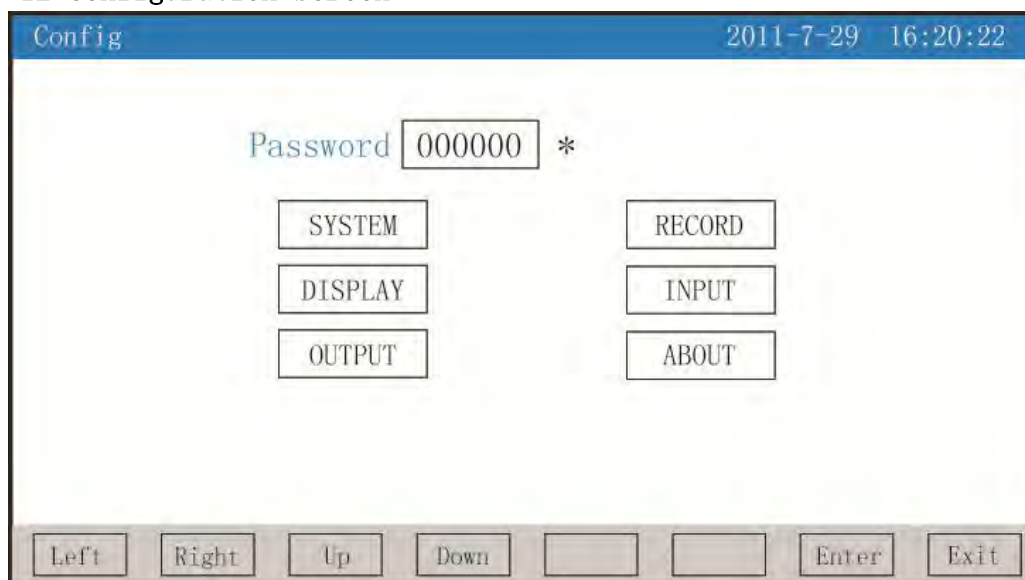 Config 2011-7-29 16:20:22
Password 000000 *
SYSTEM RECORD
DISPLAY INPUT
OUTPUT ABOUT
Left Right Up Down Enter Exit